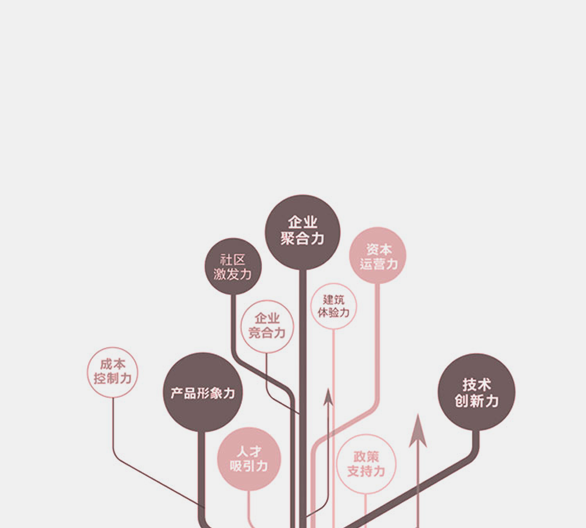 企业
聚合力
社区
激发力
资本
运营力
企业
竞合力
建筑
体验力
成本
控制力
产品形象力
技术
创新力
人才
吸引力
政策
支持力